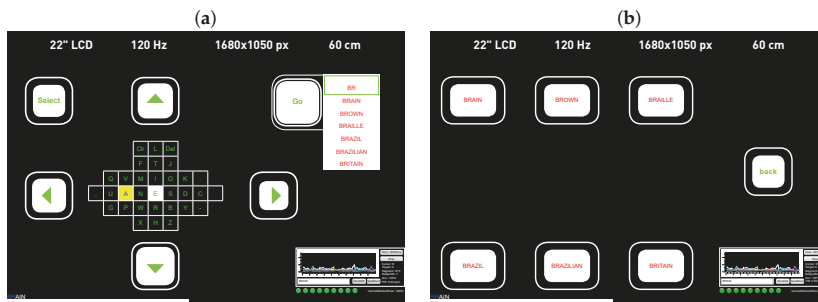 (a)
22" LCD 120 Hz 1680x1050 px 60 cm
Select
Go
BR
BRAIN
BROWN
BRAILLE
BRAZIL
BRAZILIAN
BRITAIN
Clr L Del
F T J
Q V M I O K .
U A N E S D C
G P W R B Y -
X H Z
AIN
(b)
22" LCD 120 Hz 1680x1050 px 60 cm
BRAIN BROWN BRAILLE
back
BRAZIL BRAZILIAN BRITAIN
AIN